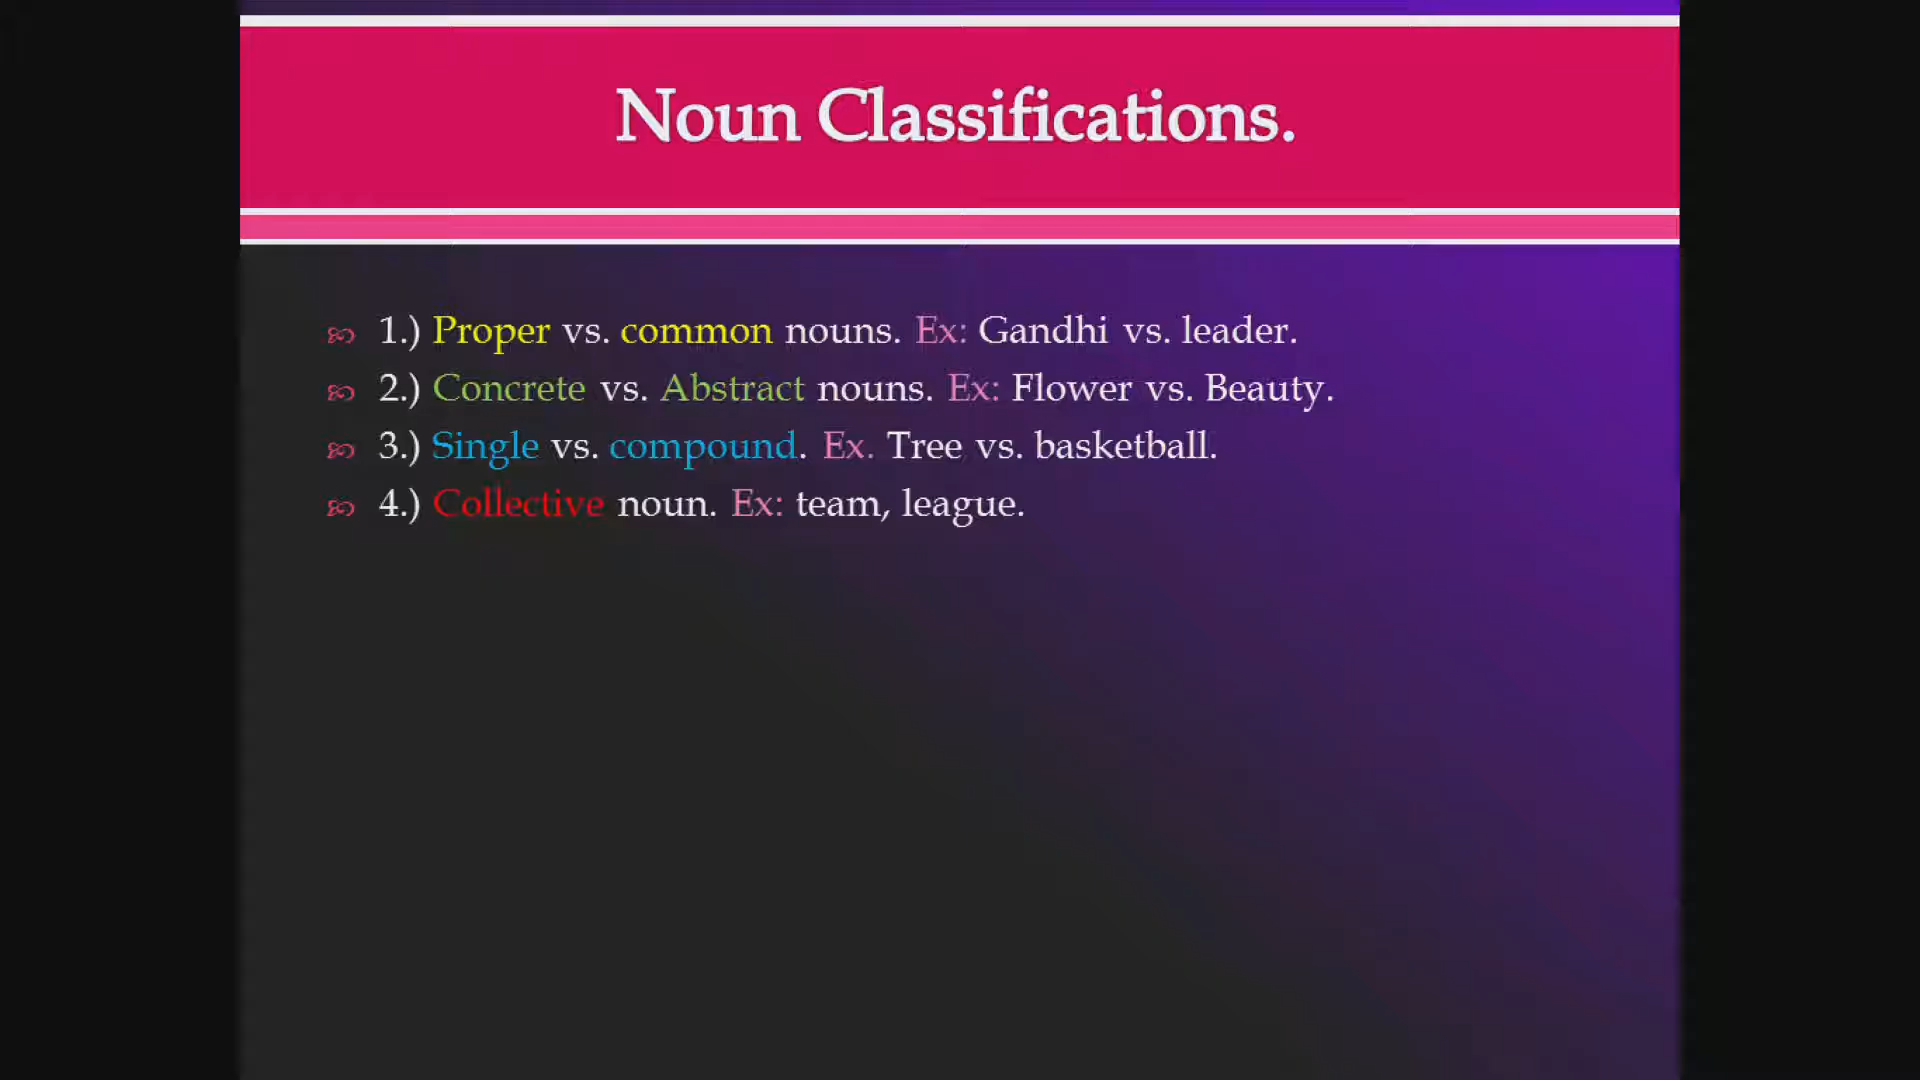 Noun Classifications.
1.) Proper vs. common nouns. Ex: Gandhi vs. leader.
2.) Concrete vs. Abstract nouns. Ex: Flower vs. Beauty.
3.) Single vs. compound. Ex. Tree vs. basketball.
4.) Collective noun. Ex: team, league.